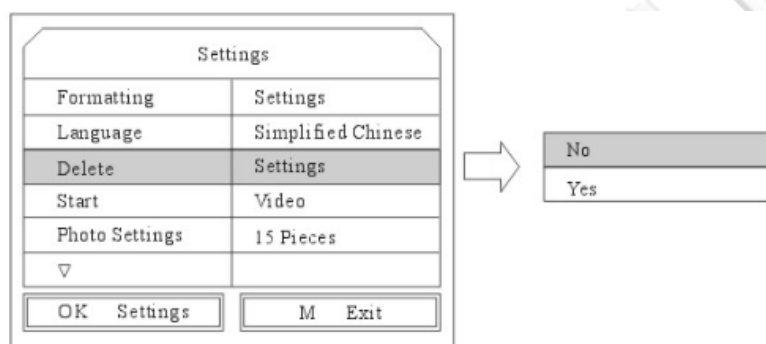 Settings
Formatting Settings
Language Simplified Chinese
Delete Settings
Start Video
Photo Settings 15 Pieces
▽
OK Settings M Exit
No
Yes